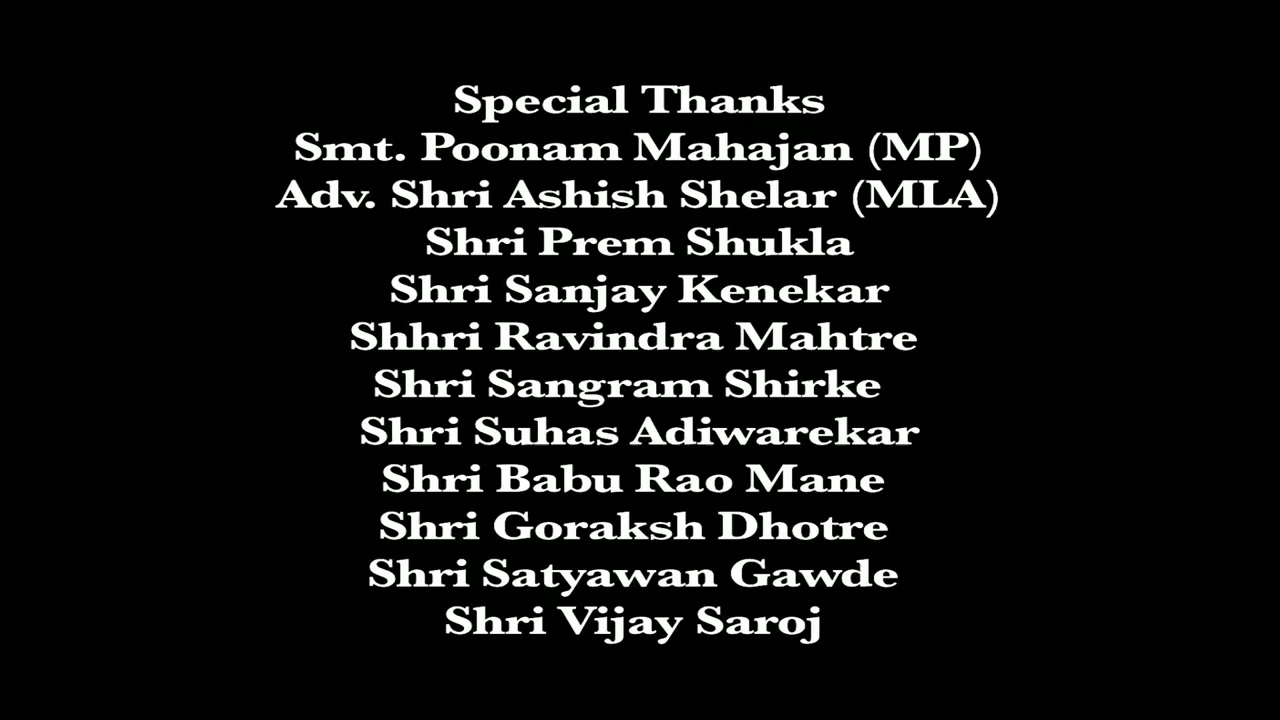 Special Thanks
Smt. Poonam Mahajan (MP)
Adv. Shri Ashish Shelar (MLA)
Shri Prem Shukla
Shri Sanjay Kenekar
Shhri Ravindra Mahtre
Shri Sangram Shirke
Shri Suhas Adiwarekar
Shri Babu Rao Mane
Shri Goraksh Dhotre
Shri Satyawan Gawde
Shri Vijay Saroj